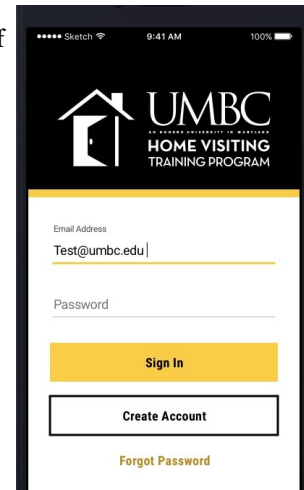 f
Sketch 9:41 AM 100%
UMBC
AN HONORS UNIVERSITY IN MARYLAND
HOME VISITING
TRAINING PROGRAM
Email Address
Test@umbc.edu
Password
Sign In
Create Account
Forgot Password